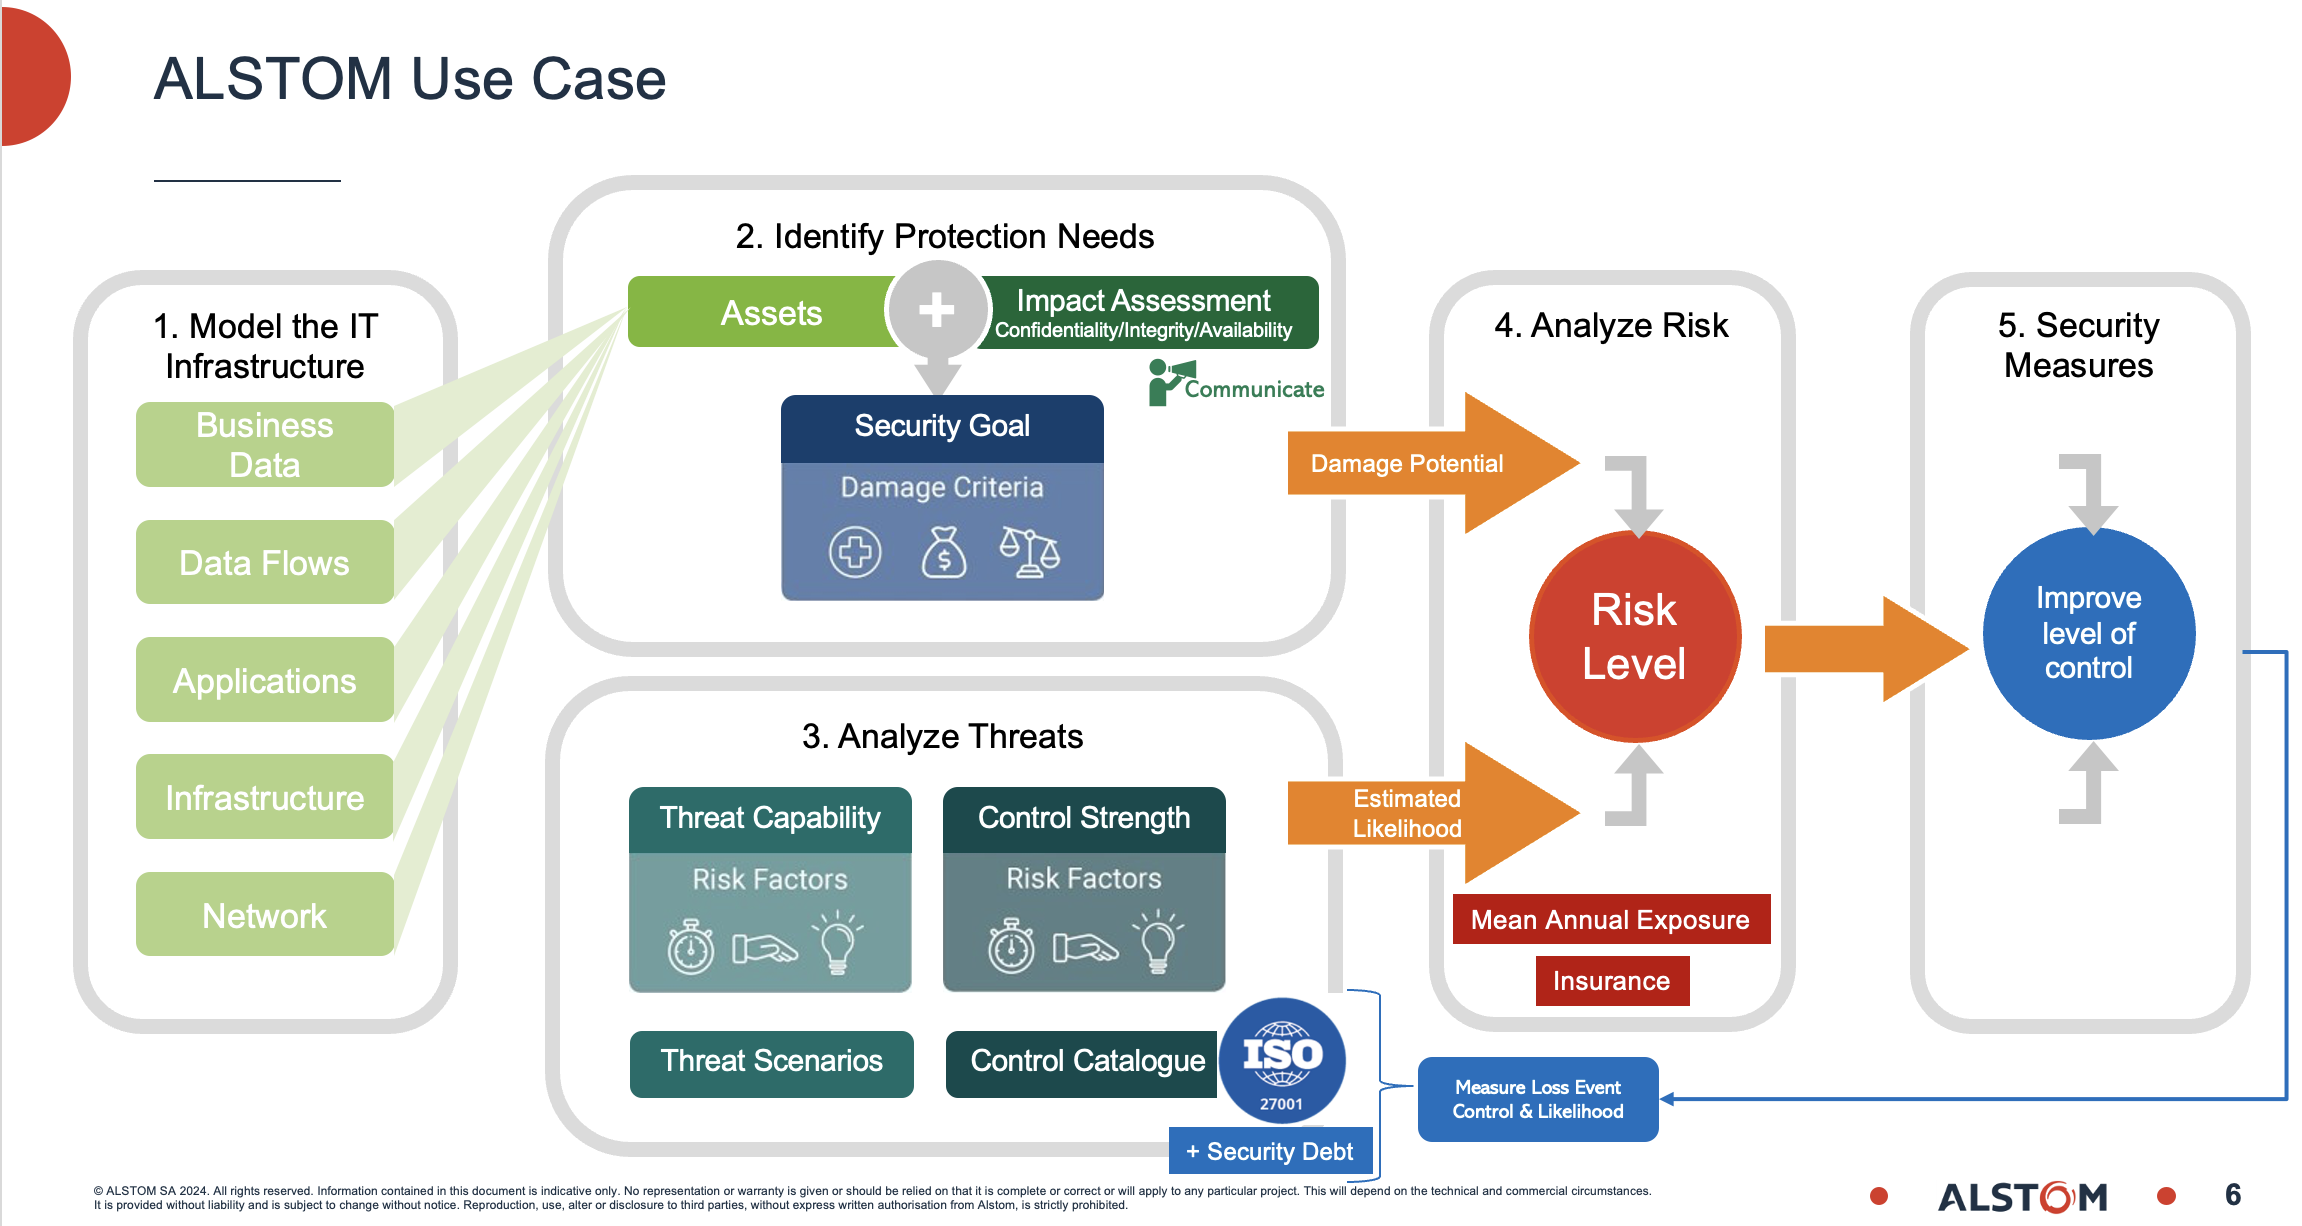 ALSTOM Use Case
1. Model the IT
Infrastructure
Business
Data
Data Flows
Applications
Infrastructure
Network
2. Identify Protection Needs
Assets
+
Impact Assessment
Confidentiality/Integrity/Availability
Communicate
Security Goal
Damage Criteria
$
3. Analyze Threats
Threat Capability
Risk Factors
Control Strength
Risk Factors
Threat Scenarios
Control Catalogue
ISO
27001
+ Security Debt
Damage Potential
Estimated
Likelihood
4. Analyze Risk
Risk
Level
Mean Annual Exposure
Insurance
Measure Loss Event
Control & Likelihood
5. Security
Measures
Improve
level of
control
© ALSTOM SA 2024. All rights reserved. Information contained in this document is indicative only. No representation or warranty is given or should be relied on that it is complete or correct or will apply to any particular project. This will depend on the technical and commercial circumstances.
It is provided without liability and is subject to change without notice. Reproduction, use, alter or disclosure to third parties, without express written authorisation from Alstom, is strictly prohibited.
ALSTOM
6